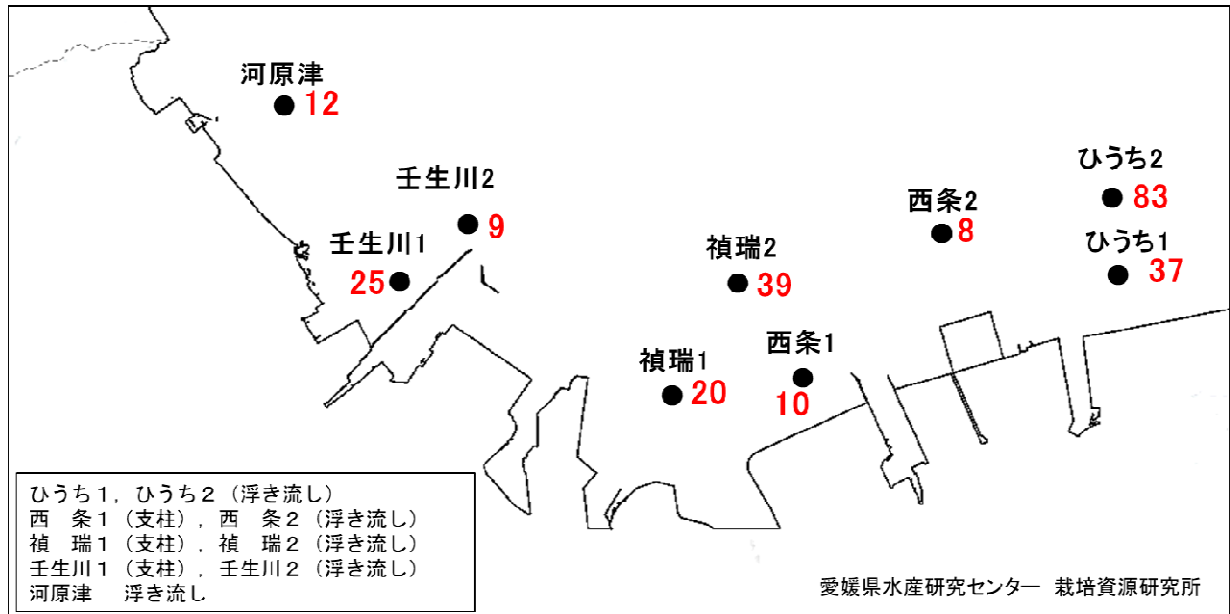 河原津
12
壬生川2
9
壬生川1
25
禎瑞2
39
禎瑞1
20
西条1
10
西条2
8
ひうち2
83
ひうち1
37
ひうち1，ひうち2（浮き流し）
西　条1（支柱），西　条2（浮き流し）
禎　瑞1（支柱），禎　瑞2（浮き流し）
壬生川1（支柱），壬生川2（浮き流し）
河原津　浮き流し
愛媛県水産研究センター 栽培資源研究所